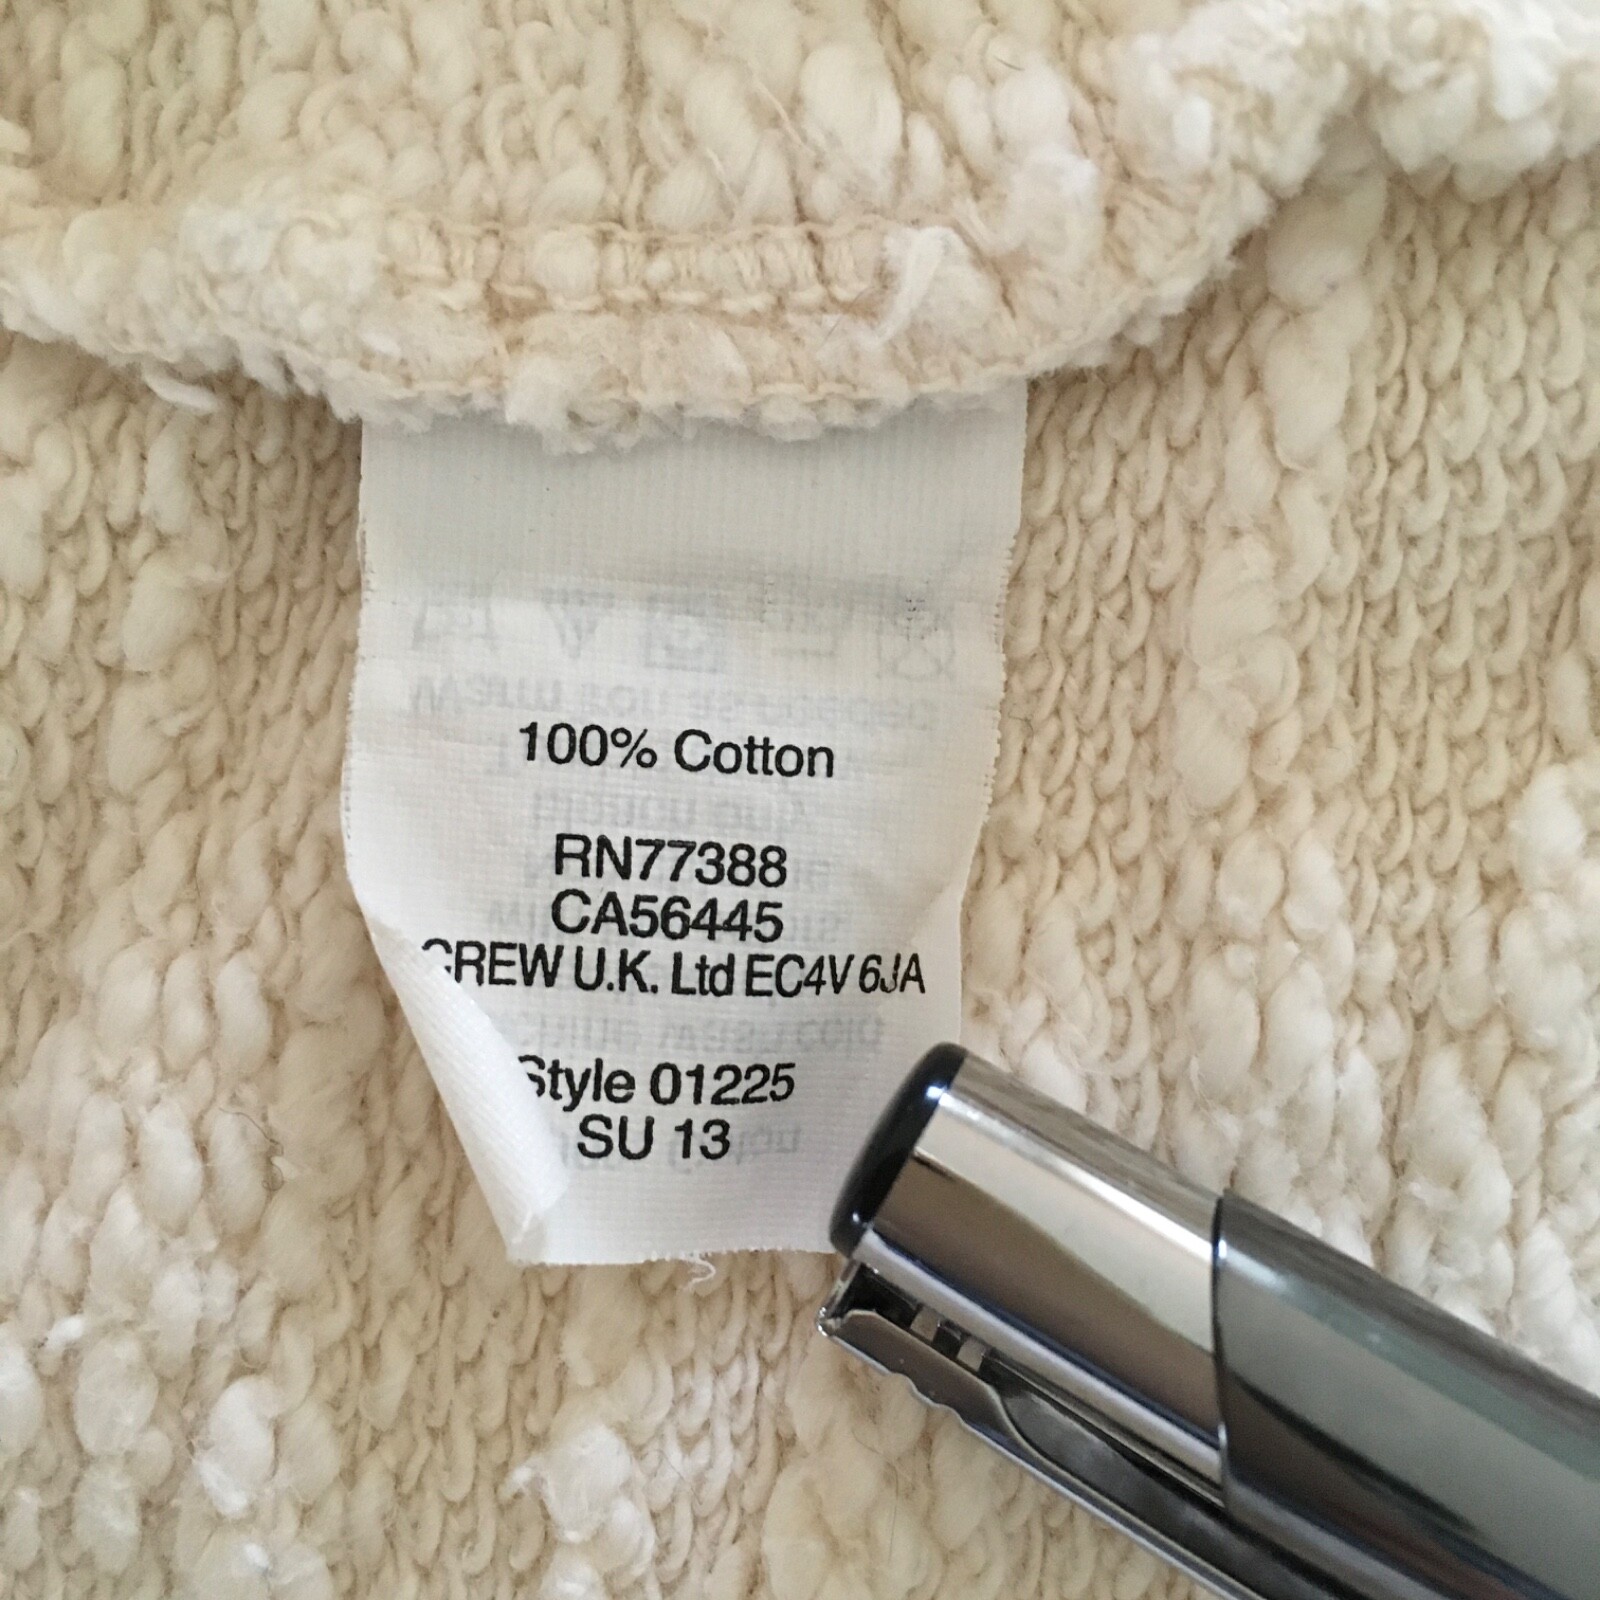 100% Cotton
RN77388
CA56445
CREW U.K. Ltd EC4V 6JA
Style 01225
SU 13